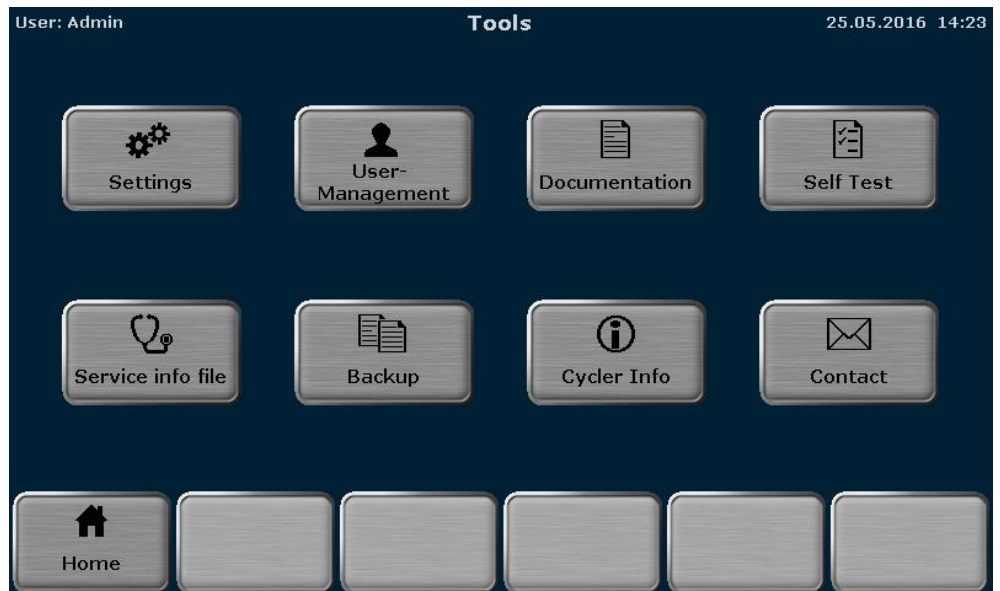 User: Admin
Tools
25.05.2016 14:23
Settings
User-
Management
Documentation
Self Test
Service info file
Backup
Cycler Info
Contact
Home